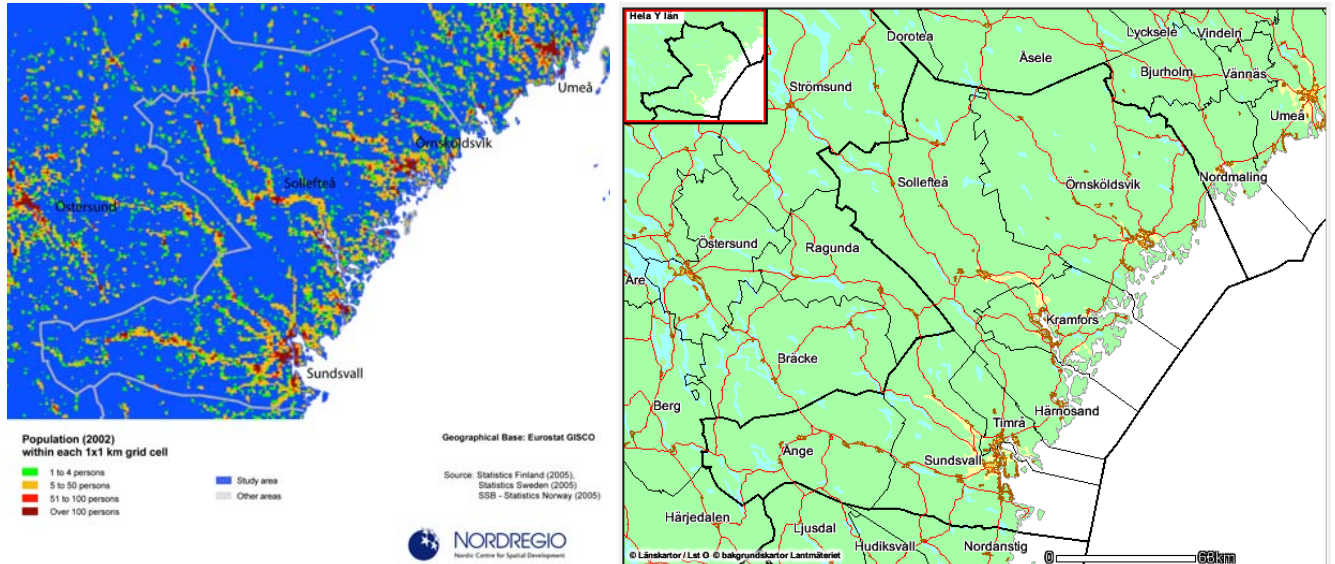 Umeå
Örnsköldsvik
Sollefteå
Östersund
Sundsvall
Population (2002)
within each 1x1 km grid cell
1 to 4 persons
5 to 50 persons
51 to 100 persons
Over 100 persons
Study area
Other areas
Geographical Base: Eurostat GISCO
Source: Statistics Finland (2005),
Statistics Sweden (2005)
SSB - Statistics Norway (2005)
NORDREGIO
Nordic Centre for Spatial Development
Hela Y län
Dorotea
Lycksele
Vindeln
Åsele
Bjurholm
Vännäs
Strömsund
Umeå
Sollefteå
Örnsköldsvik
Nordmaling
Östersund
Ragunda
Åre
Kramfors
Bräcke
Berg
Härnösand
Timrå
Ånge
Sundsvall
Härjedalen
Ljusdal
Hudiksvall
Nordanstig
© Länskartor / Lst O © bakgrundskartor Lantmäteriet
0 68km